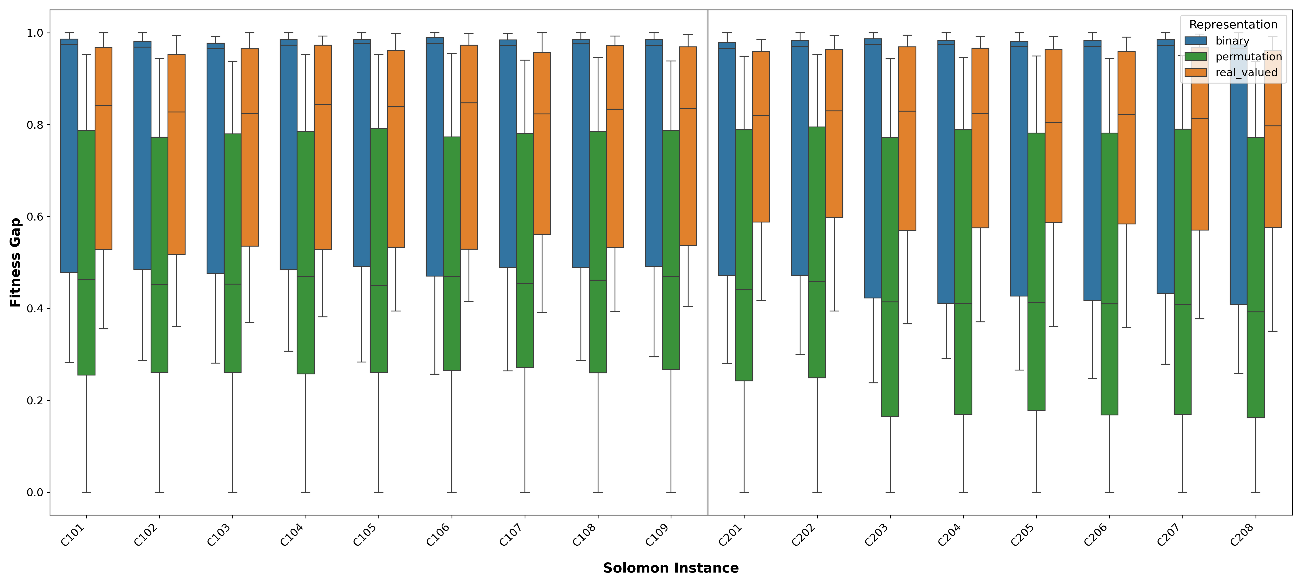 Representation
binary
permutation
real_valued
1.0
0.8
0.6
0.4
0.2
0.0
Fitness Gap
C101 C102 C103 C104 C105 C106 C107 C108 C109 C201 C202 C203 C204 C205 C206 C207 C208
Solomon Instance